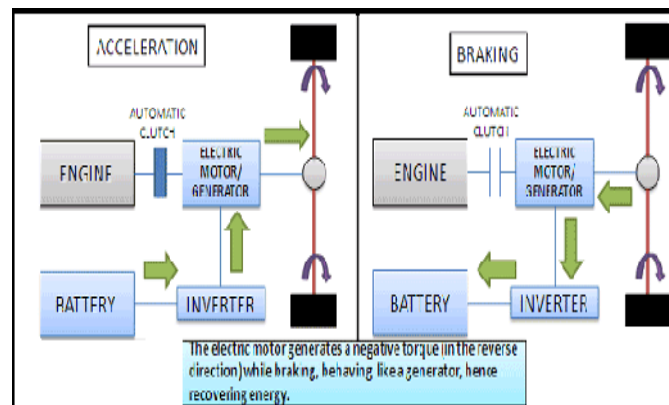 ACCELERATION
AUTOMATIC
CLUTCH
ENGINE
ELECTRIC
MOTOR/
GENERATOR
BATTERY
INVERTER
BRAKING
AUTOMATIC
CLUTCH
ENGINE
ELECTRIC
MOTOR/
GENERATOR
BATTERY
INVERTER
The electric motor generates a negative torque (in the reverse
direction) while braking, behaving like a generator, hence
recovering energy.